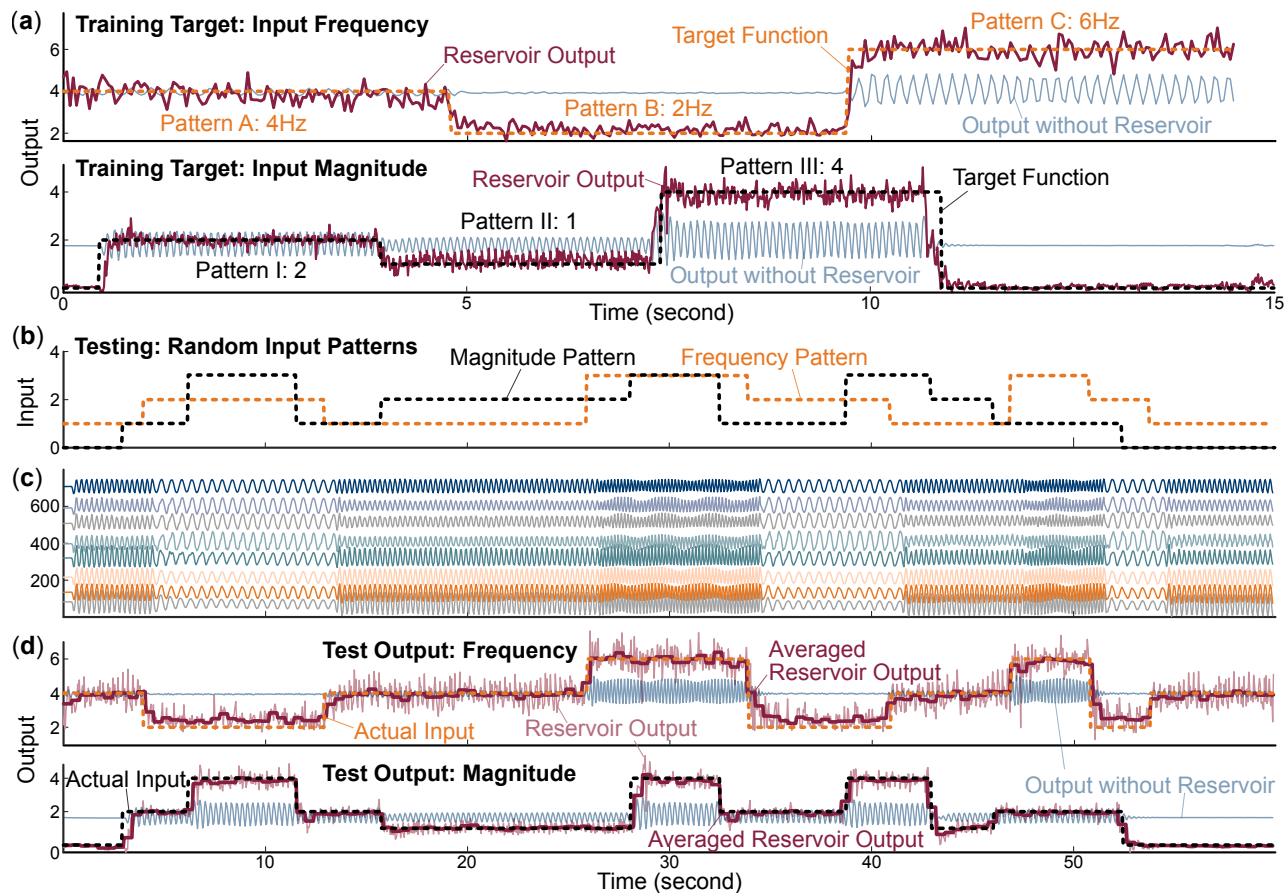 (a) Training Target: Input Frequency
Pattern C: 6Hz
6
Reservoir Output
Target Function
4
Pattern A: 4Hz
Pattern B: 2Hz
Output without Reservoir
2
Output
Training Target: Input Magnitude
Reservoir Output
Pattern III: 4
Target Function
4
Pattern II: 1
2
Pattern I: 2
Output without Reservoir
0
0 5 10 15
Time (second)
(b) Testing: Random Input Patterns
4
Magnitude Pattern
Frequency Pattern
Input
2
0
(c)
600
400
200
(d) Test Output: Frequency
Averaged
Reservoir Output
6
4
Actual Input
Reservoir Output
2
Output
Actual Input
Test Output: Magnitude
Output without Reservoir
4
2
Averaged Reservoir Output
0
10 20 30 40 50
Time (second)